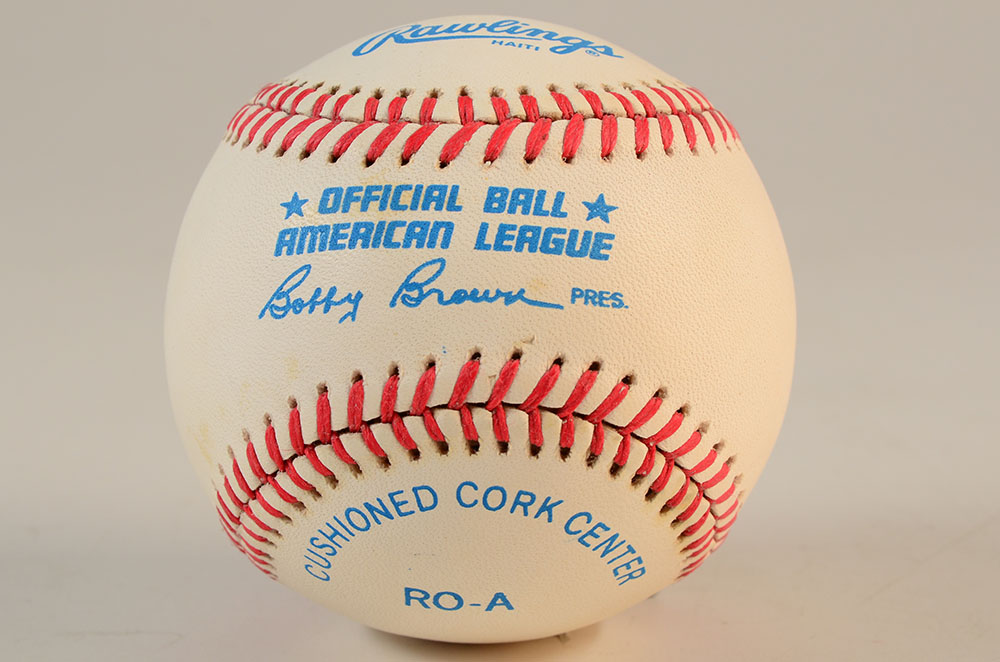 Rawlings
HAITI ®
OFFICIAL BALL
AMERICAN LEAGUE
Bobby Brown PRES.
CUSHIONED CORK CENTER
RO-A